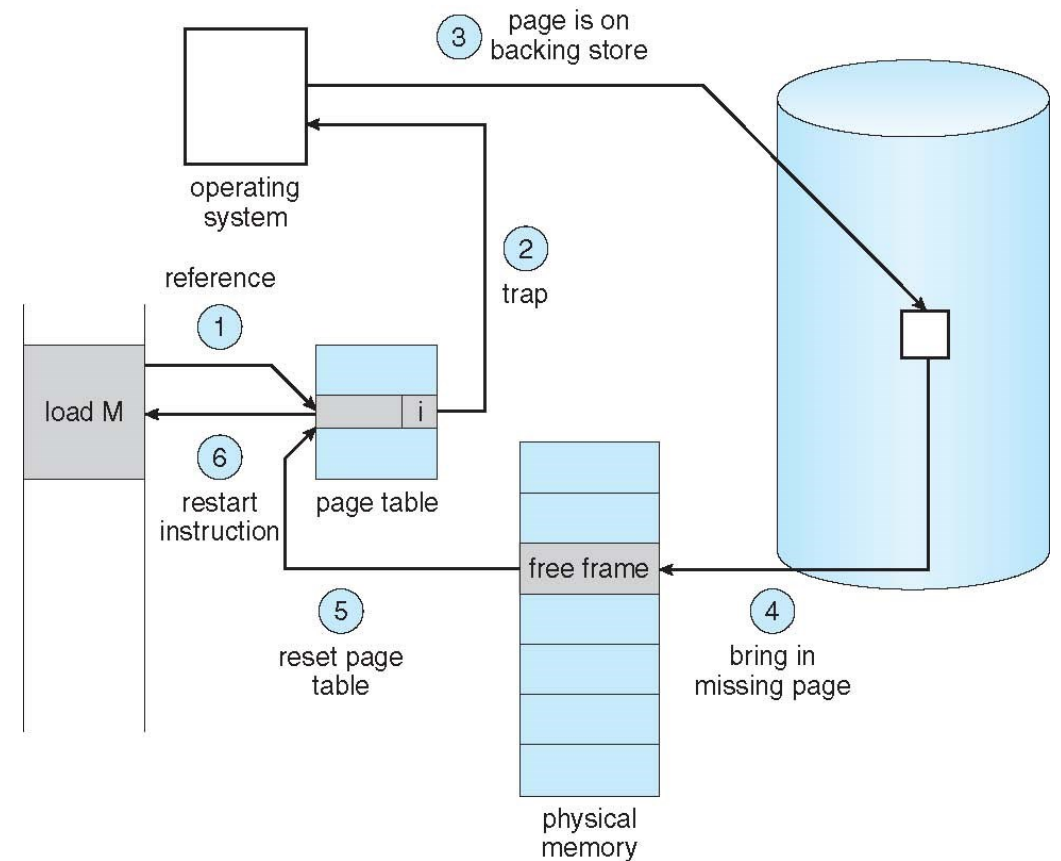 3
page is on
backing store
operating
system
2
trap
reference
1
load M
i
6
restart
instruction
page table
free frame
5
reset page
table
4
bring in
missing page
physical
memory